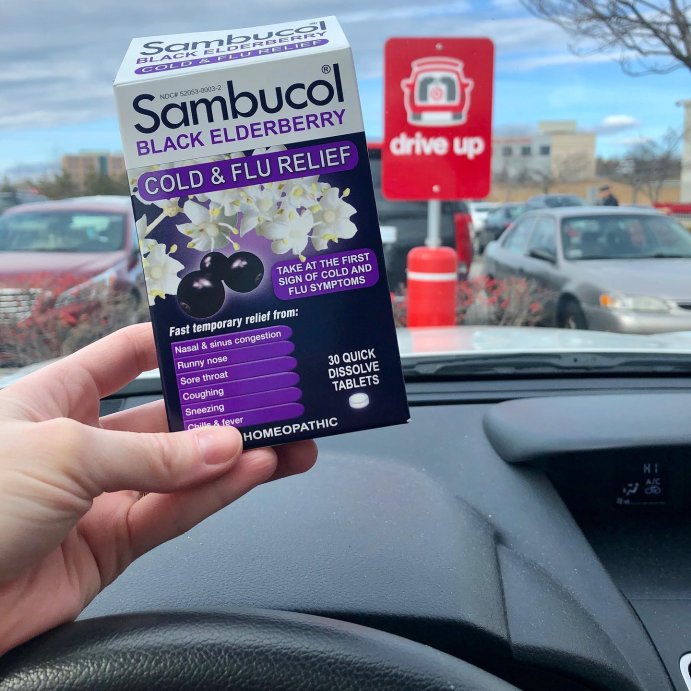 Sambucol
BLACK ELDERBERRY
COLD & FLU RELIEF
NDC# 52053-0003-2
Sambucol®
BLACK ELDERBERRY
COLD & FLU RELIEF
TAKE AT THE FIRST
SIGN OF COLD AND
FLU SYMPTOMS
Fast temporary relief from:
Nasal & sinus congestion
Runny nose
Sore throat
Coughing
Sneezing
Chills & fever
30 QUICK
DISSOLVE
TABLETS
HOMEOPATHIC
drive up
HI
A/C